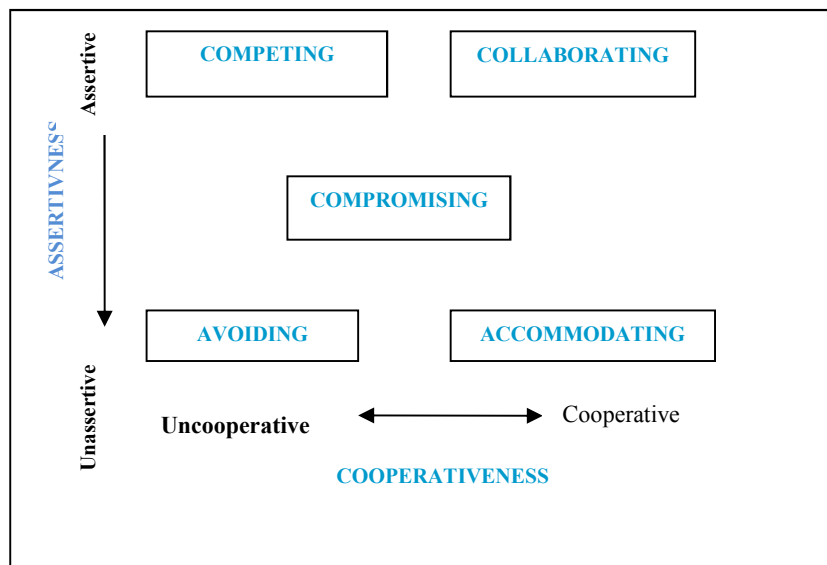 COMPETING
COLLABORATING
Assertive
ASSERTIVNESS
COMPROMISING
AVOIDING
ACCOMMODATING
Unassertive
Uncooperative
Cooperative
COOPERATIVENESS